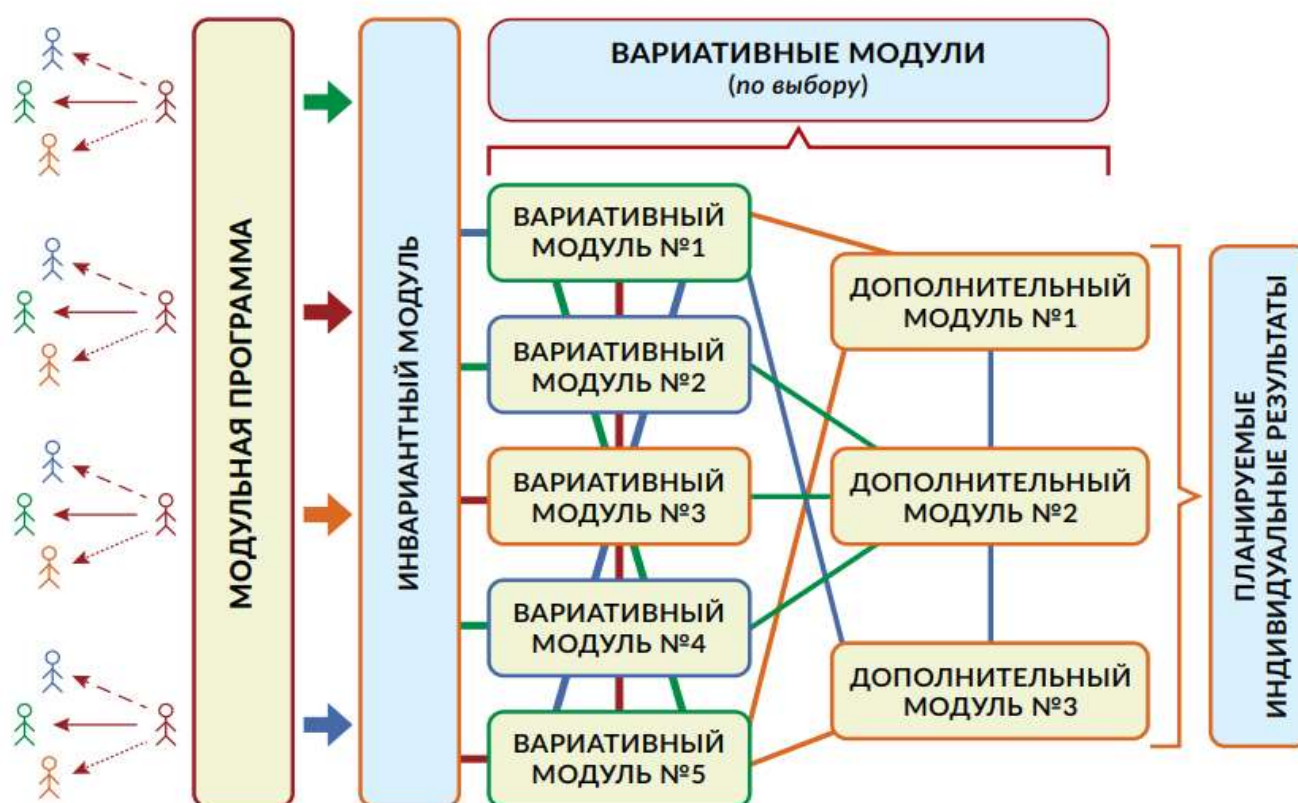 МОДУЛЬНАЯ ПРОГРАММА
ИНВАРИАНТНЫЙ МОДУЛЬ
ВАРИАТИВНЫЕ МОДУЛИ
(по выбору)
ВАРИАТИВНЫЙ
МОДУЛЬ №1
ВАРИАТИВНЫЙ
МОДУЛЬ №2
ВАРИАТИВНЫЙ
МОДУЛЬ №3
ВАРИАТИВНЫЙ
МОДУЛЬ №4
ВАРИАТИВНЫЙ
МОДУЛЬ №5
ДОПОЛНИТЕЛЬНЫЙ
МОДУЛЬ №1
ДОПОЛНИТЕЛЬНЫЙ
МОДУЛЬ №2
ДОПОЛНИТЕЛЬНЫЙ
МОДУЛЬ №3
ПЛАНИРУЕМЫЕ
ИНДИВИДУАЛЬНЫЕ РЕЗУЛЬТАТЫ